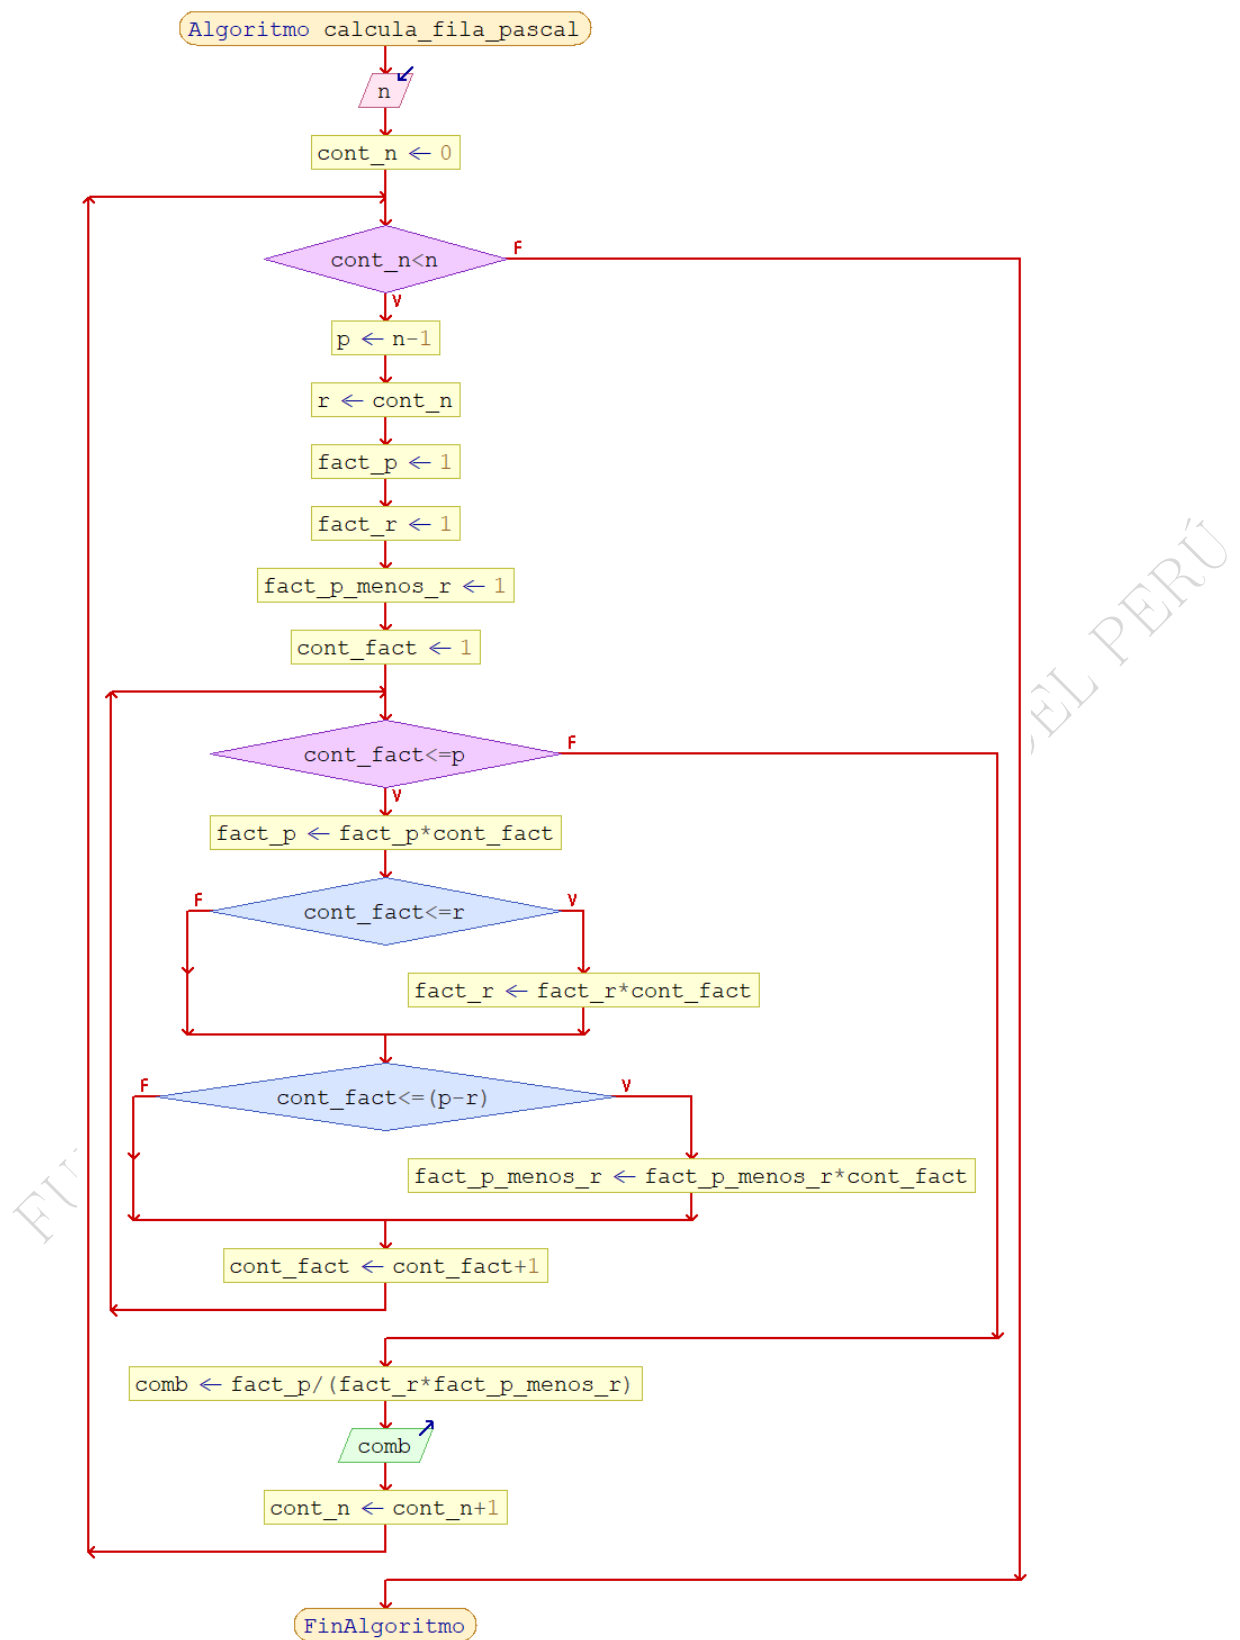 Algoritmo calcula_fila_pascal
n
cont_n ← 0
cont_n<n
F
V
p ← n-1
r ← cont_n
fact_p ← 1
fact_r ← 1
fact_p_menos_r ← 1
cont_fact ← 1
cont_fact<=p
F
V
fact_p ← fact_p*cont_fact
F
cont_fact<=r
V
fact_r ← fact_r*cont_fact
F
cont_fact<=(p-r)
V
fact_p_menos_r ← fact_p_menos_r*cont_fact
cont_fact ← cont_fact+1
comb ← fact_p/(fact_r*fact_p_menos_r)
comb
cont_n ← cont_n+1
FinAlgoritmo
PERÚ